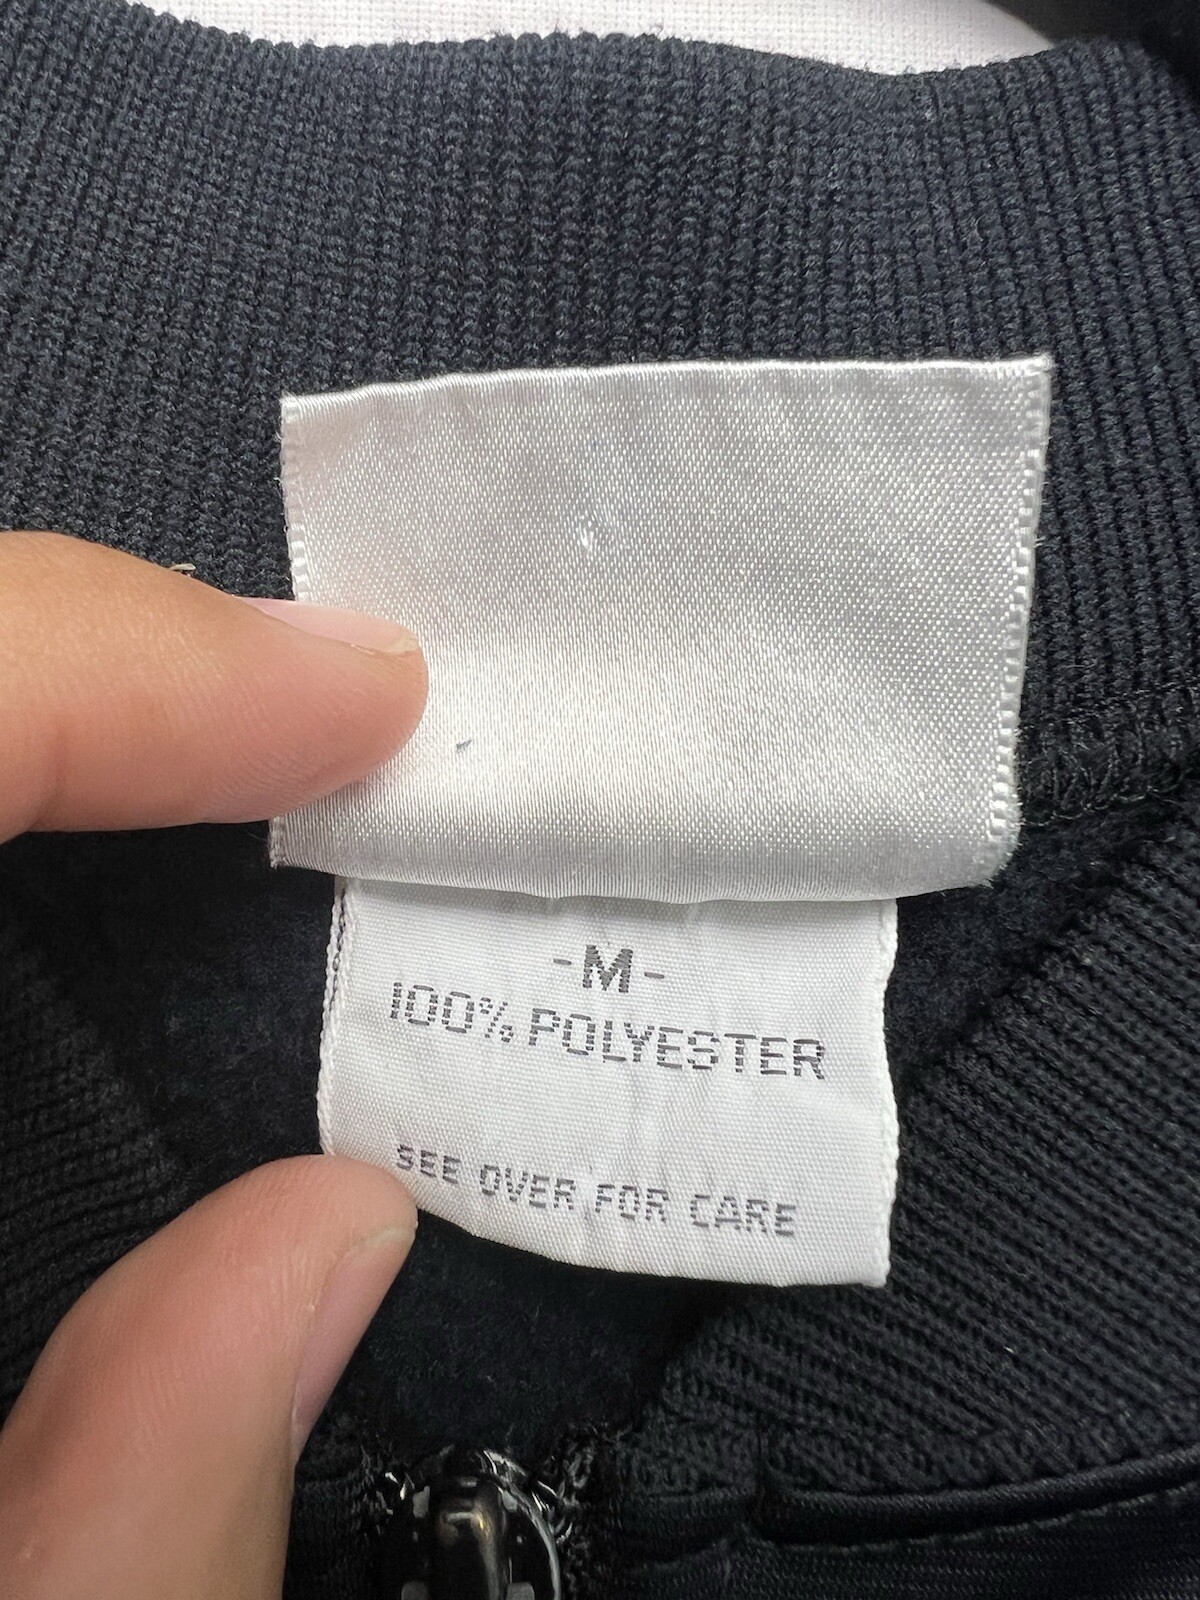 -M-
100% POLYESTER
SEE OVER FOR CARE